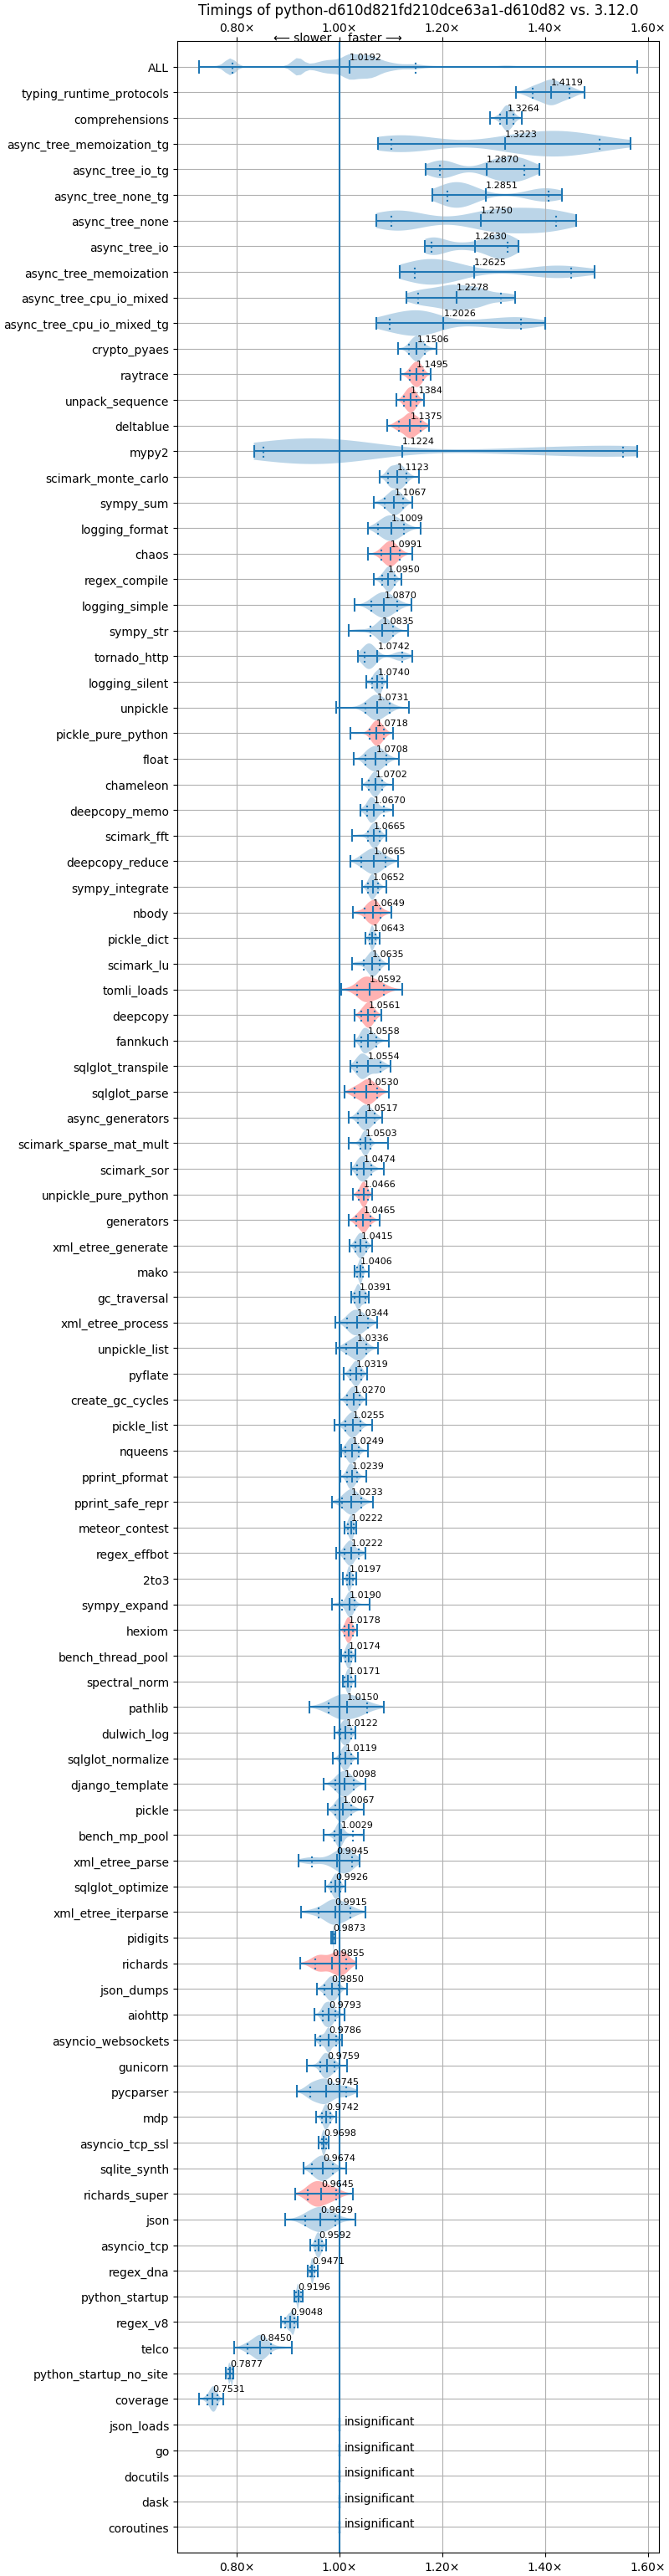 Timings of python-d610d821fd210dce63a1-d610d82 vs. 3.12.0
0.80× 1.00× 1.20× 1.40× 1.60×
⟵ slower faster ⟶
ALL 1.0192
typing_runtime_protocols 1.4119
comprehensions 1.3264
async_tree_memoization_tg 1.3223
async_tree_io_tg 1.2870
async_tree_none_tg 1.2851
async_tree_none 1.2750
async_tree_io 1.2630
async_tree_memoization 1.2625
async_tree_cpu_io_mixed 1.2278
async_tree_cpu_io_mixed_tg 1.2026
crypto_pyaes 1.1506
raytrace 1.1495
unpack_sequence 1.1384
deltablue 1.1375
mypy2 1.1224
scimark_monte_carlo 1.1123
sympy_sum 1.1067
logging_format 1.1009
chaos 1.0991
regex_compile 1.0950
logging_simple 1.0870
sympy_str 1.0835
tornado_http 1.0742
logging_silent 1.0740
unpickle 1.0731
pickle_pure_python 1.0718
float 1.0708
chameleon 1.0702
deepcopy_memo 1.0670
scimark_fft 1.0665
deepcopy_reduce 1.0665
sympy_integrate 1.0652
nbody 1.0649
pickle_dict 1.0643
scimark_lu 1.0635
tomli_loads 1.0592
deepcopy 1.0561
fannkuch 1.0558
sqlglot_transpile 1.0554
sqlglot_parse 1.0530
async_generators 1.0517
scimark_sparse_mat_mult 1.0503
scimark_sor 1.0474
unpickle_pure_python 1.0466
generators 1.0465
xml_etree_generate 1.0415
mako 1.0406
gc_traversal 1.0391
xml_etree_process 1.0344
unpickle_list 1.0336
pyflate 1.0319
create_gc_cycles 1.0270
pickle_list 1.0255
nqueens 1.0249
pprint_pformat 1.0239
pprint_safe_repr 1.0233
meteor_contest 1.0222
regex_effbot 1.0222
2to3 1.0197
sympy_expand 1.0190
hexiom 1.0178
bench_thread_pool 1.0174
spectral_norm 1.0171
pathlib 1.0150
dulwich_log 1.0122
sqlglot_normalize 1.0119
django_template 1.0098
pickle 1.0067
bench_mp_pool 1.0029
xml_etree_parse 0.9945
sqlglot_optimize 0.9926
xml_etree_iterparse 0.9915
pidigits 0.9873
richards 0.9855
json_dumps 0.9850
aiohttp 0.9793
asyncio_websockets 0.9786
gunicorn 0.9759
pycparser 0.9745
mdp 0.9742
asyncio_tcp_ssl 0.9698
sqlite_synth 0.9674
richards_super 0.9645
json 0.9629
asyncio_tcp 0.9592
regex_dna 0.9471
python_startup 0.9196
regex_v8 0.9048
telco 0.8450
python_startup_no_site 0.7877
coverage 0.7531
json_loads insignificant
go insignificant
docutils insignificant
dask insignificant
coroutines insignificant
0.80× 1.00× 1.20× 1.40× 1.60×